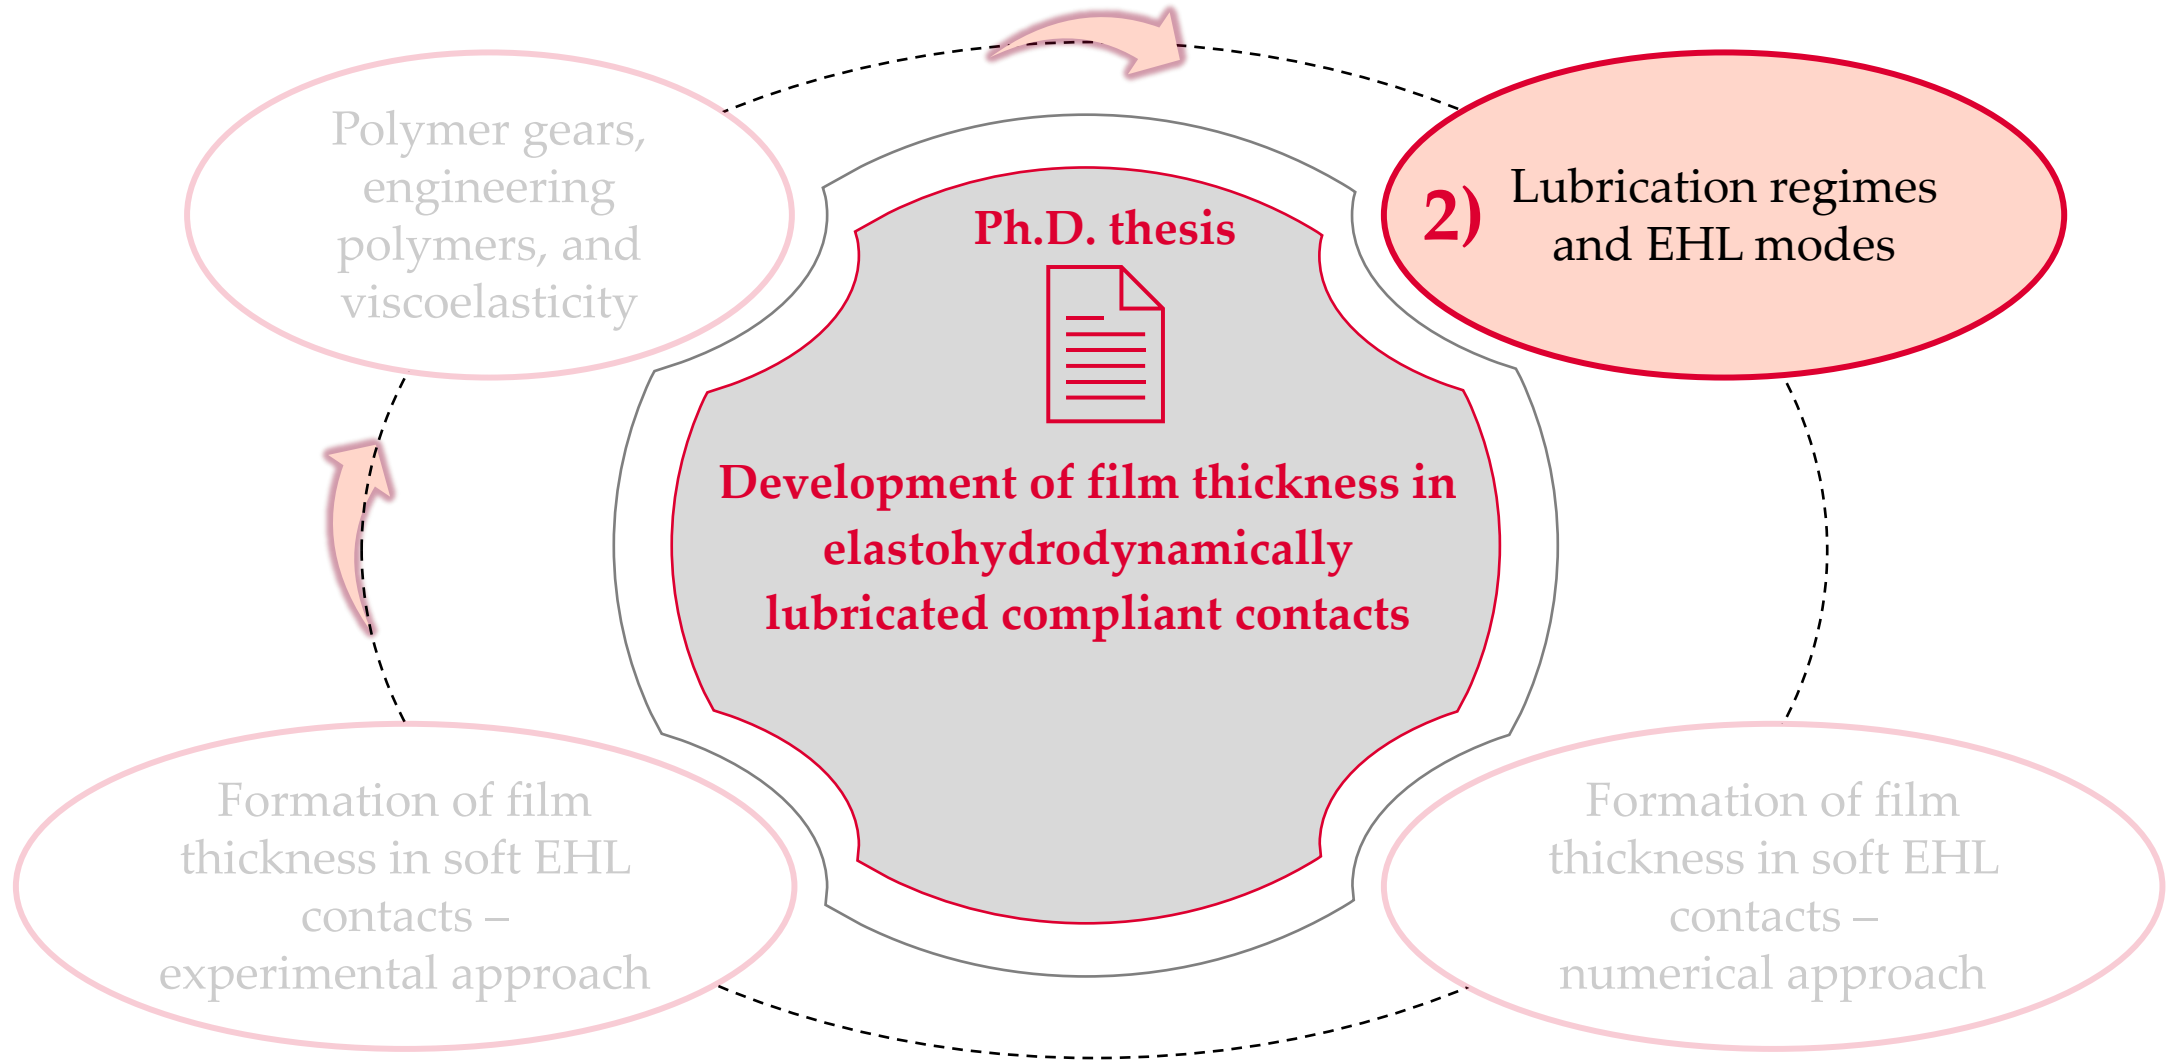 Polymer gears,
engineering
polymers, and
viscoelasticity
2)
Lubrication regimes
and EHL modes
Ph.D. thesis
Development of film thickness in
elastohydrodynamically
lubricated compliant contacts
Formation of film
thickness in soft EHL
contacts –
experimental approach
Formation of film
thickness in soft EHL
contacts –
numerical approach